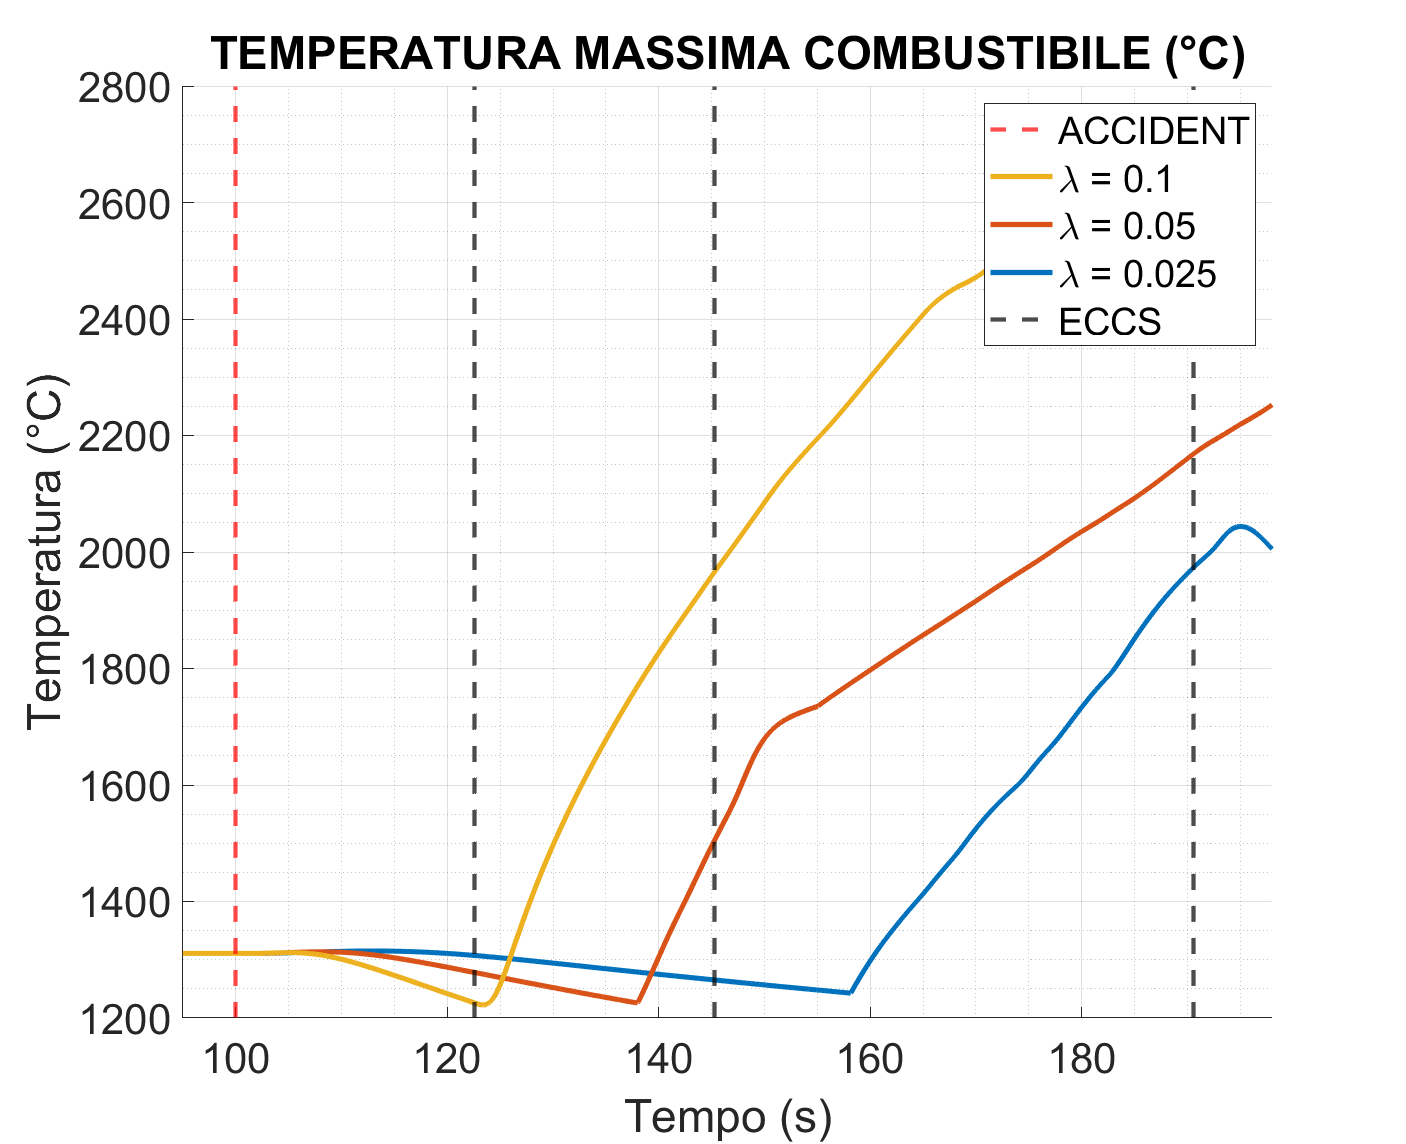 TEMPERATURA MASSIMA COMBUSTIBILE (°C)
2800
2600
2400
2200
2000
1800
1600
1400
1200
Temperatura (°C)
ACCIDENT
λ = 0.1
λ = 0.05
λ = 0.025
ECCS
100 120 140 160 180
Tempo (s)